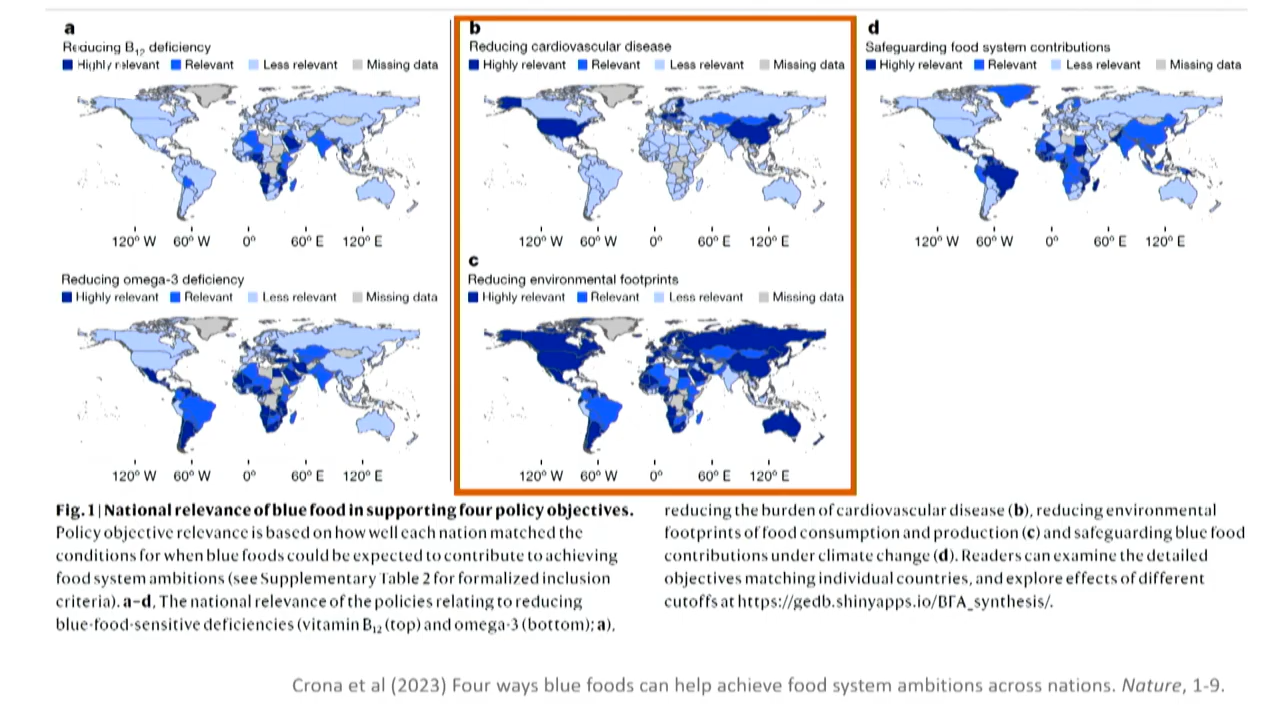 a
Reducing B12 deficiency
Highly relevant Relevant Less relevant Missing data
120° W 60° W 0° 60° E 120° E
Reducing omega-3 deficiency
Highly relevant Relevant Less relevant Missing data
120° W 60° W 0° 60° E 120° E
b
Reducing cardiovascular disease
Highly relevant Relevant Less relevant Missing data
120° W 60° W 0° 60° E 120° E
c
Reducing environmental footprints
Highly relevant Relevant Less relevant Missing data
120° W 60° W 0° 60° E 120° E
d
Safeguarding food system contributions
Highly relevant Relevant Less relevant Missing data
120° W 60° W 0° 60° E 120° E
Fig. 1 | National relevance of blue food in supporting four policy objectives.
Policy objective relevance is based on how well each nation matched the
conditions for when blue foods could be expected to contribute to achieving
food system ambitions (see Supplementary Table 2 for formalized inclusion
criteria). a–d, The national relevance of the policies relating to reducing
blue-food-sensitive deficiencies (vitamin B12 (top) and omega-3 (bottom); a),
reducing the burden of cardiovascular disease (b), reducing environmental
footprints of food consumption and production (c) and safeguarding blue food
contributions under climate change (d). Readers can examine the detailed
objectives matching individual countries, and explore effects of different
cutoffs at https://gedb.shinyapps.io/BFA_synthesis/.
Crona et al (2023) Four ways blue foods can help achieve food system ambitions across nations. Nature, 1-9.